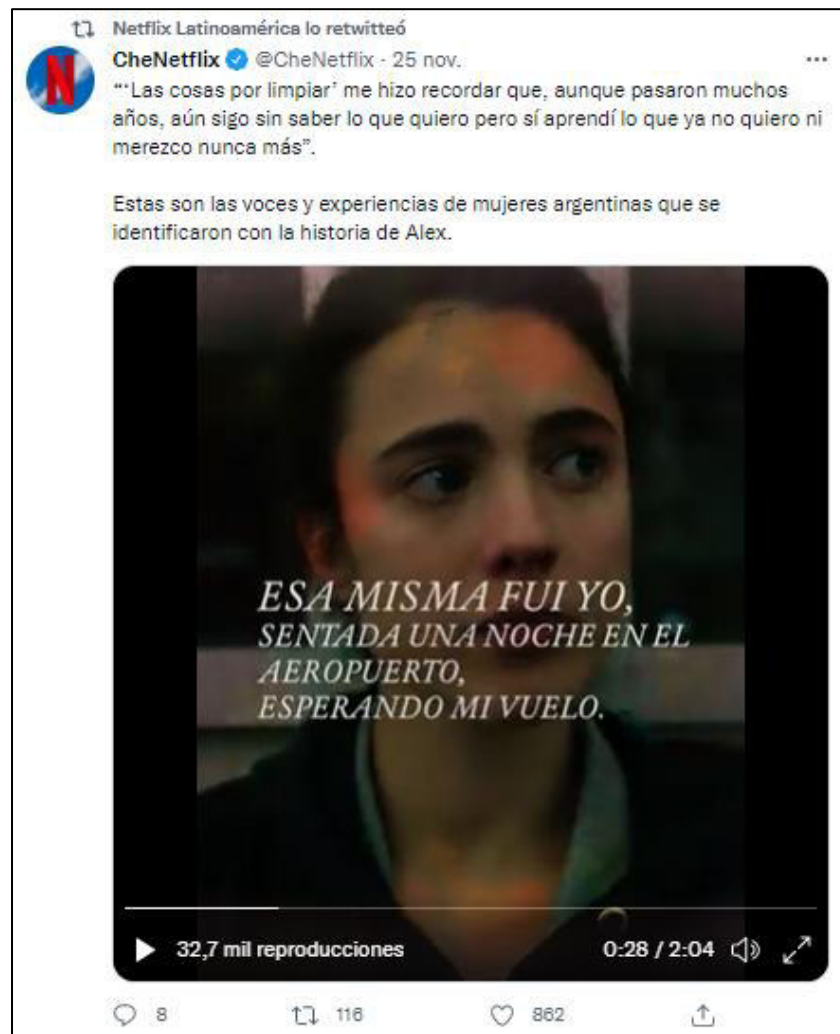 Netflix Latinoamérica lo retwitteó
CheNetflix @CheNetflix · 25 nov.
“‘Las cosas por limpiar’ me hizo recordar que, aunque pasaron muchos
años, aún sigo sin saber lo que quiero pero sí aprendí lo que ya no quiero ni
merezco nunca más”.
Estas son las voces y experiencias de mujeres argentinas que se
identificaron con la historia de Alex.
ESA MISMA FUI YO,
SENTADA UNA NOCHE EN EL
AEROPUERTO,
ESPERANDO MI VUELO.
32,7 mil reproducciones 0:28 / 2:04
8 116 862